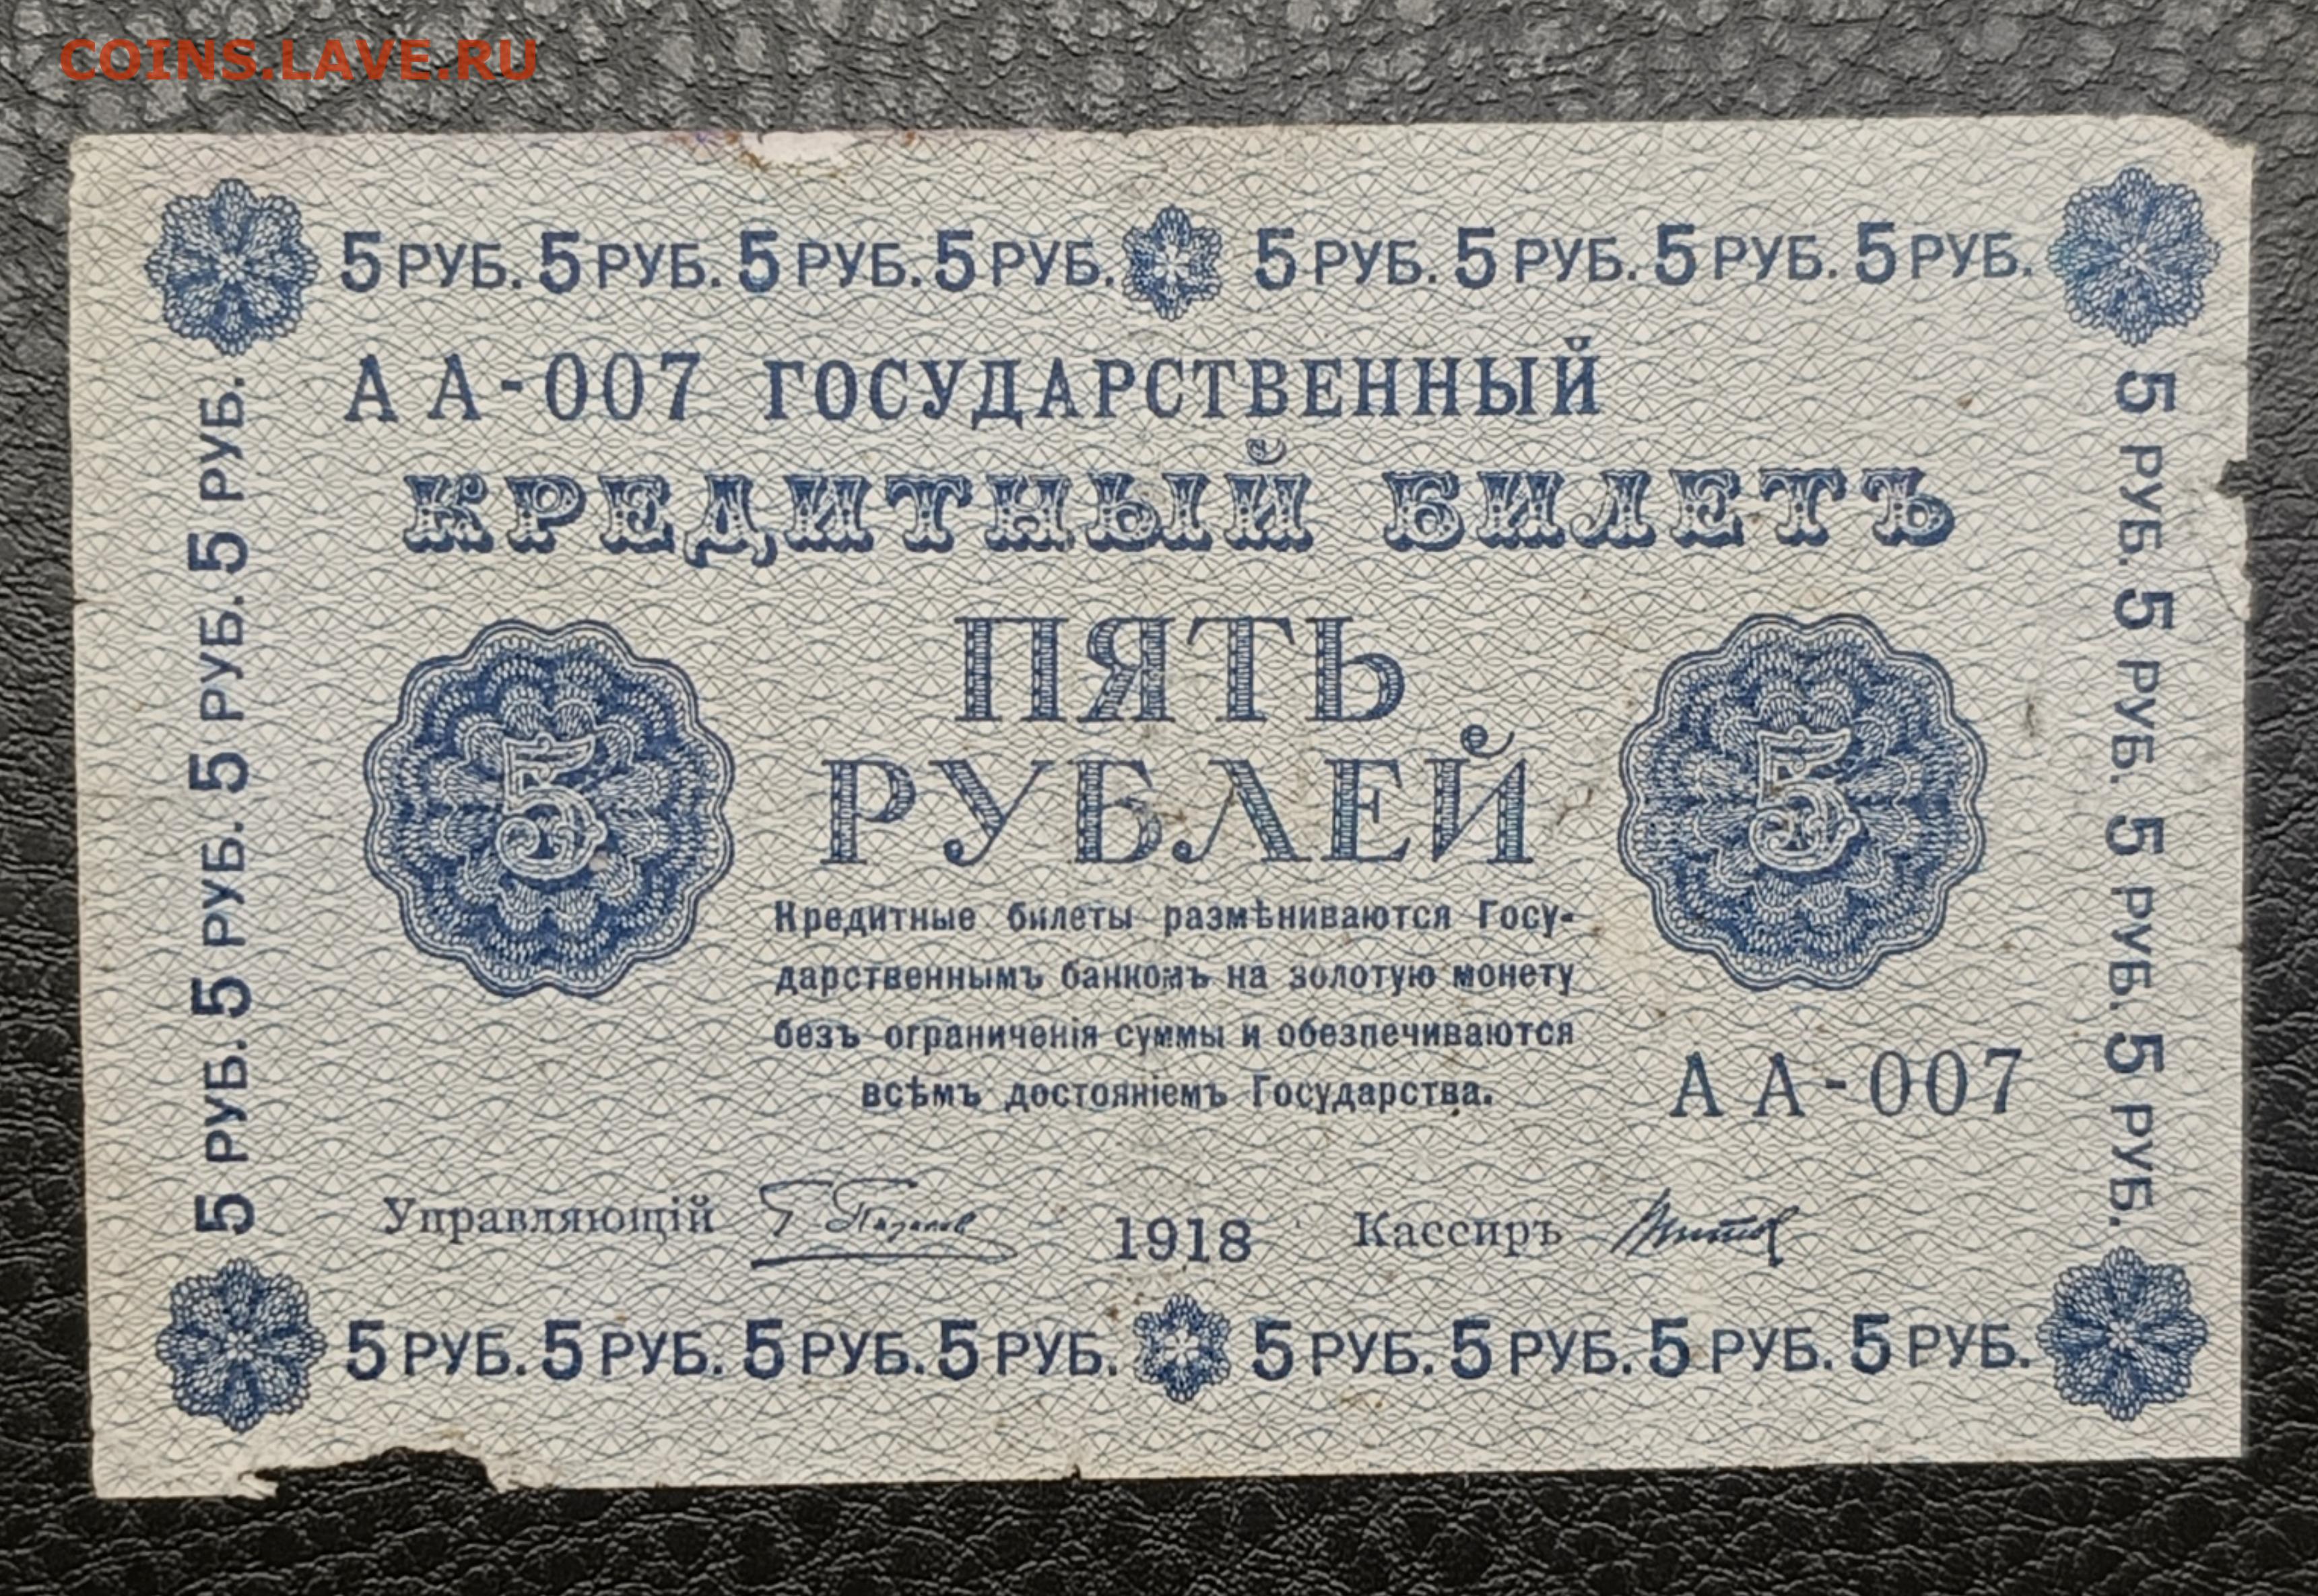 COINS.LAVE.RU
5 РУБ. 5 РУБ. 5 РУБ. 5 РУБ. 5 РУБ. 5 РУБ. 5 РУБ. 5 РУБ.
АА-007 ГОСУДАРСТВЕННЫЙ
КРЕДИТНЫЙ БИЛЕТЪ
ПЯТЬ
РУБЛЕЙ
5
5
Кредитные билеты размѣниваются Госу-
дарственнымъ банкомъ на золотую монету
безъ ограниченія суммы и обезпечиваются
всѣмъ достояніемъ Государства.
АА-007
Управляющій
1918 Кассиръ
5 РУБ. 5 РУБ. 5 РУБ. 5 РУБ. 5 РУБ. 5 РУБ. 5 РУБ. 5 РУБ.
5 РУБ. 5 РУБ. 5 РУБ. 5 РУБ.
5 РУБ. 5 РУБ. 5 РУБ. 5 РУБ.